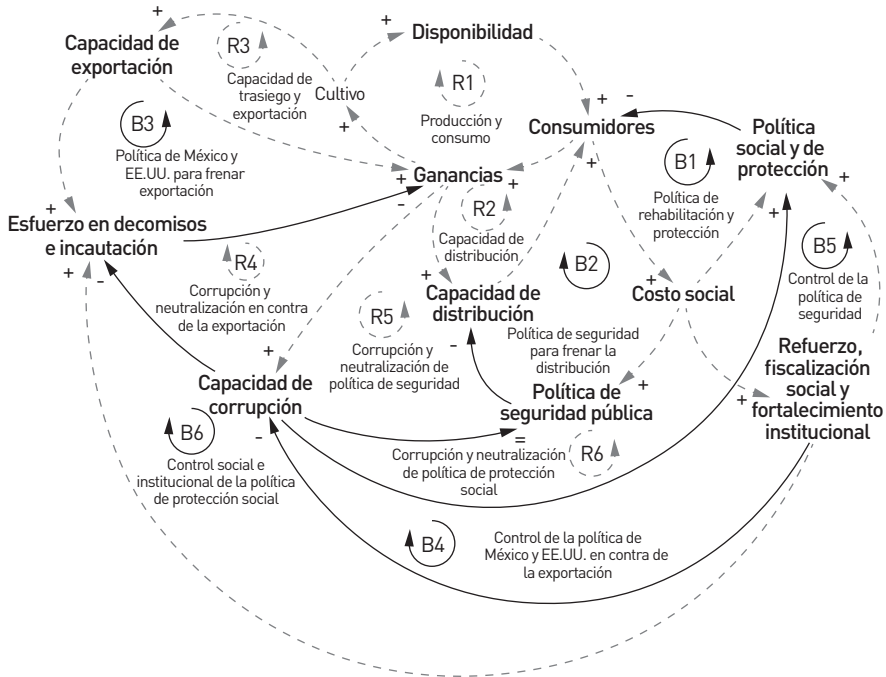 +
+
Capacidad de
exportación
R3
Capacidad de
trasiego y
exportación
Disponibilidad
Cultivo
+
R1
Producción y
consumo
+
-
Consumidores
Política
social y de
protección
B3
Política de México y
EE.UU. para frenar
exportación
B1
Política de
rehabilitación y
protección
+
+
-
Ganancias
+
R2
Capacidad de
distribución
+
+
+
+
Esfuerzo en decomisos
e incautación
+
-
R4
Corrupción y
neutralización en contra
de la exportación
B2
Política de seguridad
para frenar la
distribución
+
Costo social
B5
Control de la
política de
seguridad
+
Capacidad de
distribución
-
R5
Corrupción y
neutralización de
política de seguridad
+
Capacidad de
corrupción
-
+
Política de
seguridad pública
=
+
Refuerzo,
fiscalización
social y
fortalecimiento
institucional
B6
Control social e
institucional de la política
de protección social
Corrupción y neutralización
de política de protección
social
R6
B4
Control de la política de
México y EE.UU. en contra de
la exportación